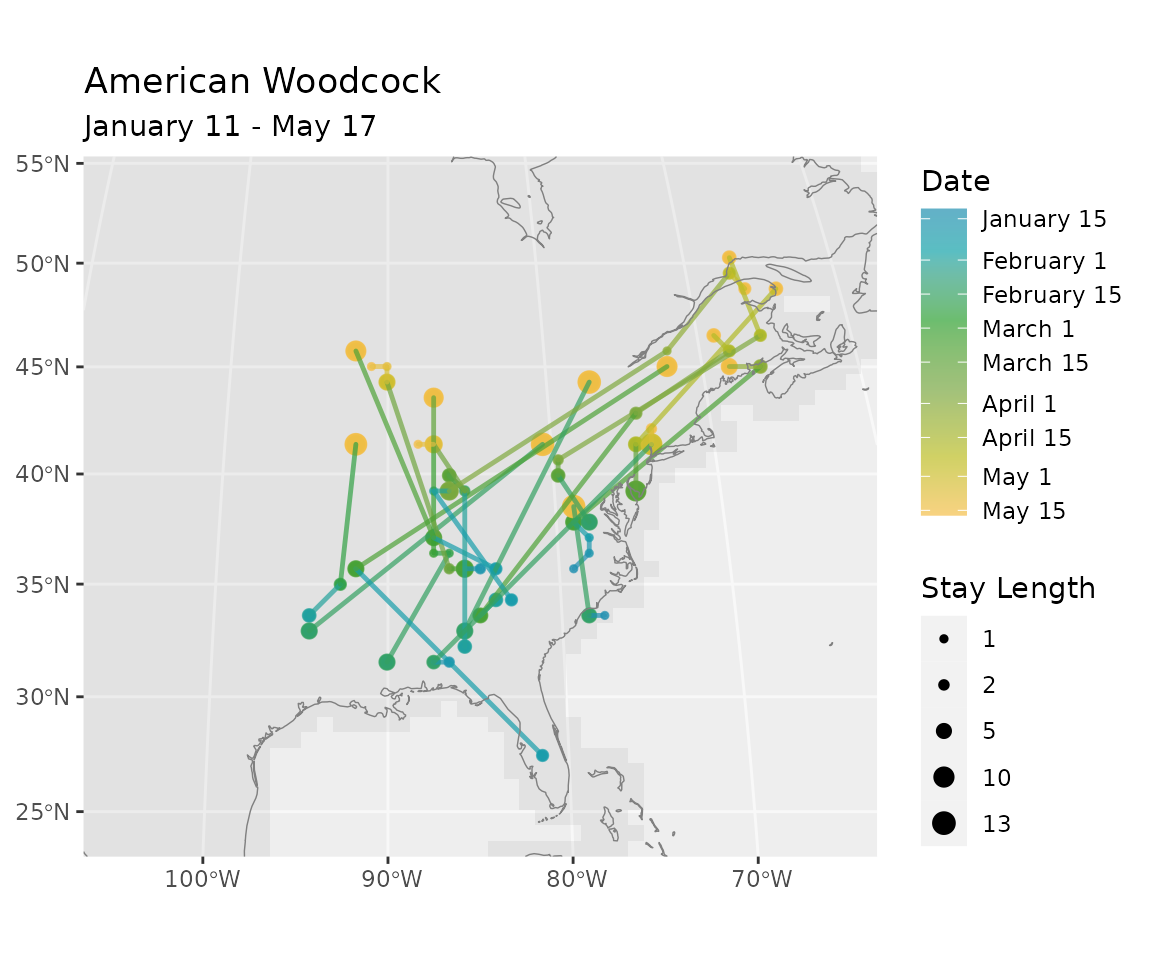 American Woodcock
January 11 - May 17
55°N
50°N
45°N
40°N
35°N
30°N
25°N
100°W
90°W
80°W
70°W
Date
January 15
February 1
February 15
March 1
March 15
April 1
April 15
May 1
May 15
Stay Length
1
2
5
10
13